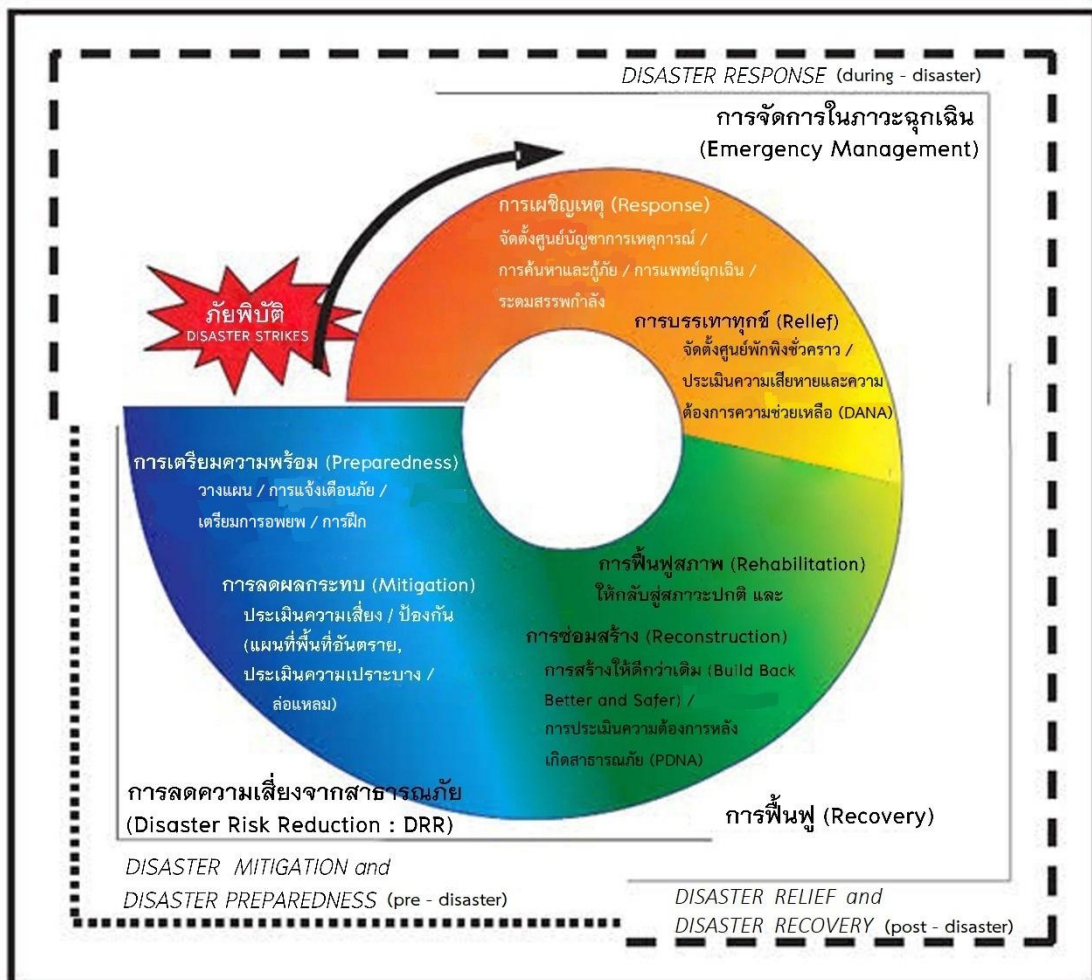 DISASTER RESPONSE (during - disaster)
การจัดการในภาวะฉุกเฉิน
(Emergency Management)
การเผชิญเหตุ (Response)
จัดตั้งศูนย์บัญชาการเหตุการณ์ /
การค้นหาและกู้ภัย / การแพทย์ฉุกเฉิน /
ระดมสรรพกำลัง
ภัยพิบัติ
DISASTER STRIKES
การบรรเทาทุกข์ (Rellef)
จัดตั้งศูนย์พักพิงชั่วคราว /
ประเมินความเสียหายและความ
ต้องการความช่วยเหลือ (DANA)
การเตรียมความพร้อม (Preparedness)
วางแผน / การแจ้งเตือนภัย /
เตรียมการอพยพ / การฝึก
การลดผลกระทบ (Mitigation)
ประเมินความเสี่ยง / ป้องกัน
(แผนที่พื้นที่อันตราย,
ประเมินความเปราะบาง /
ล่อแหลม)
การฟื้นฟูสภาพ (Rehabilitation)
ให้กลับสู่สภาวะปกติ และ
การซ่อมสร้าง (Reconstruction)
การสร้างให้ดีกว่าเดิม (Build Back
Better and Safer) /
การประเมินความต้องการหลัง
เกิดสาธารณภัย (PDNA)
การลดความเสี่ยงจากสาธารณภัย
(Disaster Risk Reduction : DRR)
การฟื้นฟู (Recovery)
DISASTER MITIGATION and
DISASTER PREPAREDNESS (pre - disaster)
DISASTER RELIEF and
DISASTER RECOVERY (post - disaster)